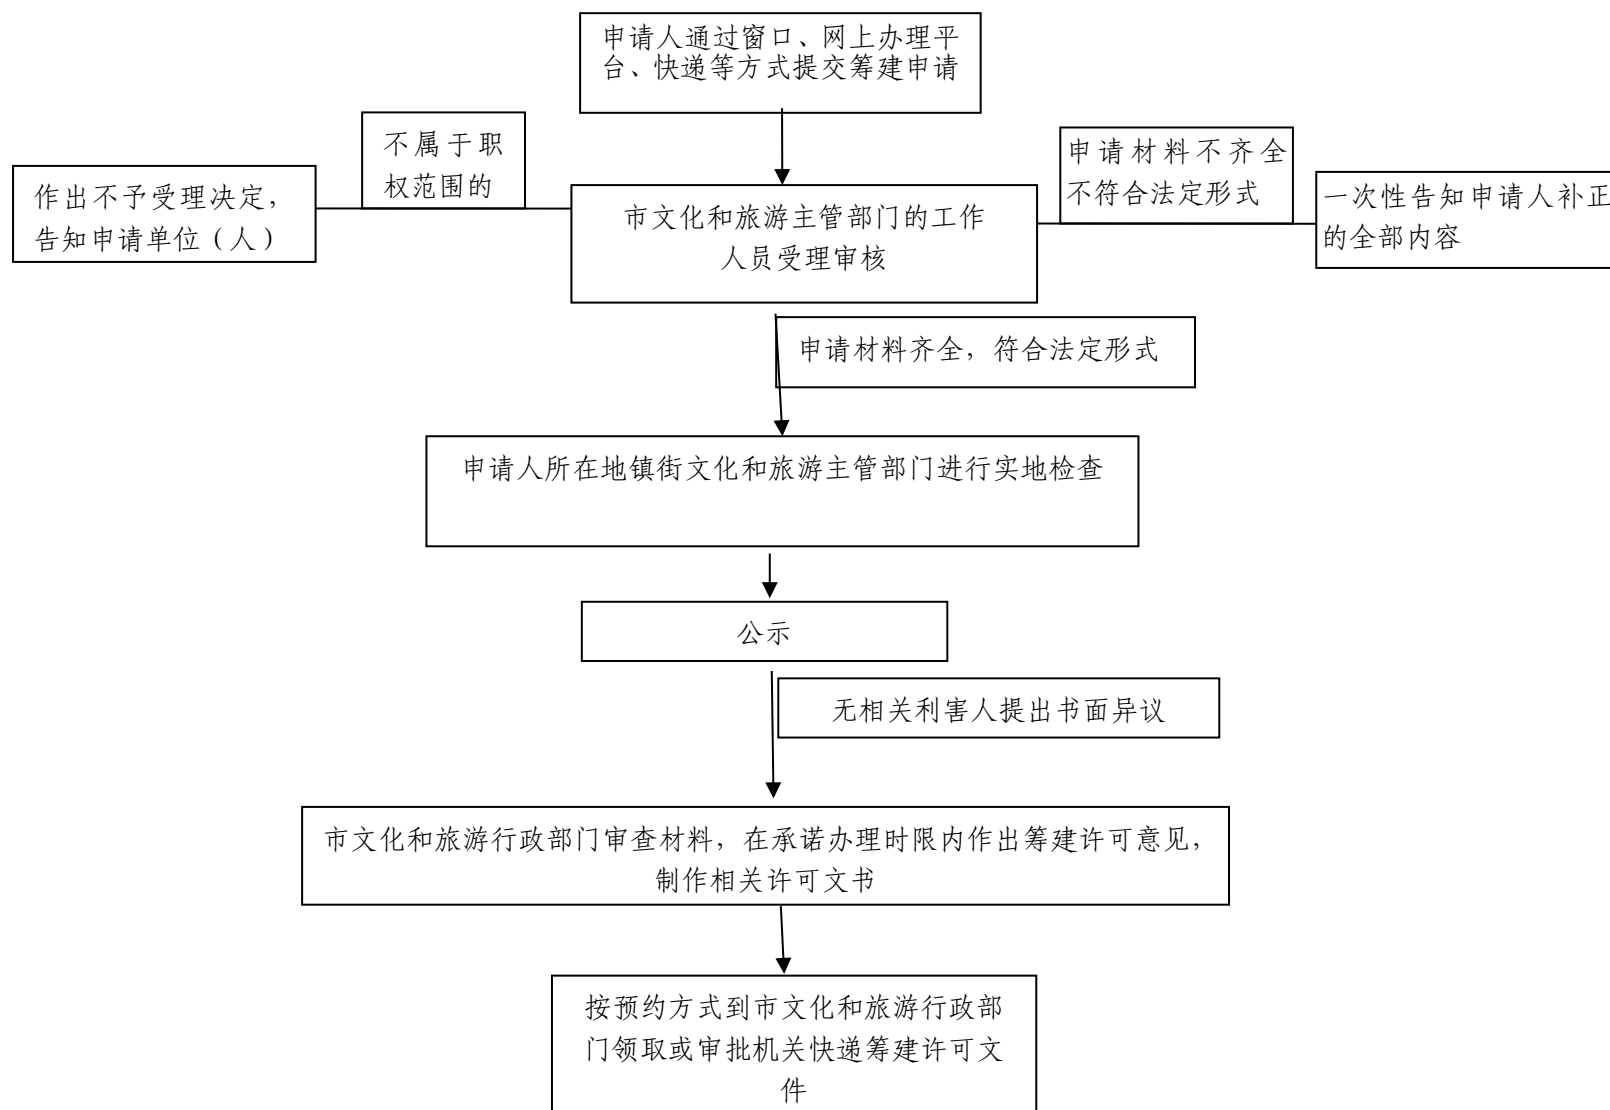 申请人通过窗口、网上办理平
台、快递等方式提交筹建申请
不属于职
权范围的
申请材料不齐全
不符合法定形式
作出不予受理决定，
告知申请单位（人）
市文化和旅游主管部门的工作
人员受理审核
一次性告知申请人补正
的全部内容
申请材料齐全，符合法定形式
申请人所在地镇街文化和旅游主管部门进行实地检查
公示
无相关利害人提出书面异议
市文化和旅游行政部门审查材料，在承诺办理时限内作出筹建许可意见，
制作相关许可文书
按预约方式到市文化和旅游行政部
门领取或审批机关快递筹建许可文
件